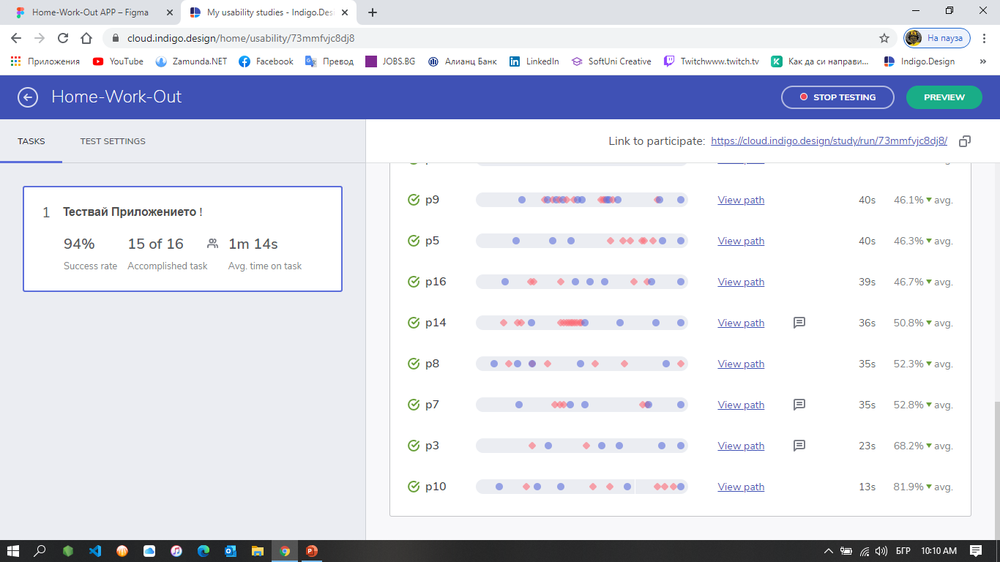 Home-Work-Out APP – Figma
My usability studies - Indigo.Desi
cloud.indigo.design/home/usability/73mmfvjc8dj8
На пауза
Приложения YouTube Zamunda.NET Facebook Превод JOBS.BG Алианц Банк LinkedIn SoftUni Creative Twitchwww.twitch.tv Как да си направи... Indigo.Design »
Home-Work-Out
STOP TESTING PREVIEW
TASKS TEST SETTINGS
Link to participate: https://cloud.indigo.design/study/run/73mmfvjc8dj8/
1 Тествай Приложението !
94% 15 of 16 1m 14s
Success rate Accomplished task Avg. time on task
p9 View path 40s 46.1% avg.
p5 View path 40s 46.3% avg.
p16 View path 39s 46.7% avg.
p14 View path 36s 50.8% avg.
p8 View path 35s 52.3% avg.
p7 View path 35s 52.8% avg.
p3 View path 23s 68.2% avg.
p10 View path 13s 81.9% avg.
БГР 10:10 AM